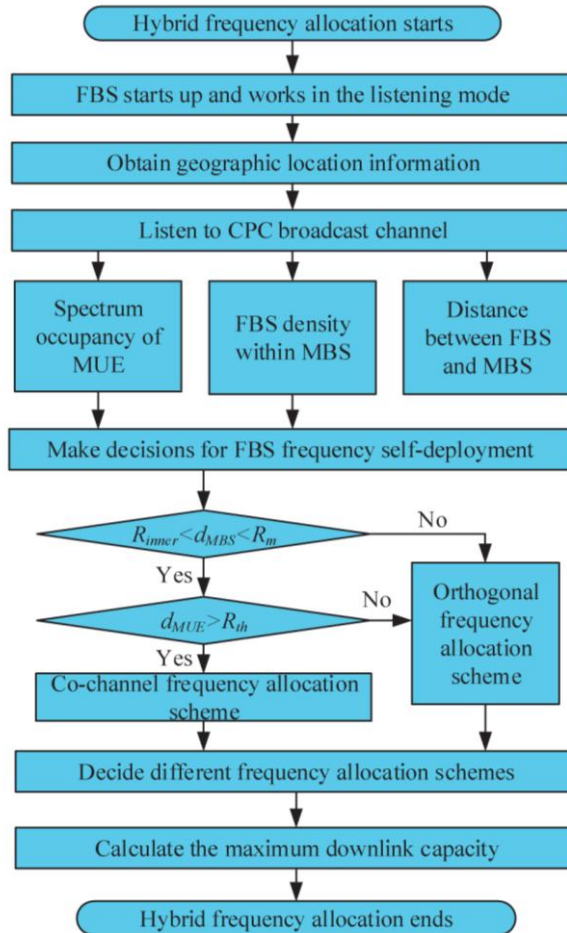 Hybrid frequency allocation starts
FBS starts up and works in the listening mode
Obtain geographic location information
Listen to CPC broadcast channel
Spectrum
occupancy of
MUE
FBS density
within MBS
Distance
between FBS
and MBS
Make decisions for FBS frequency self-deployment
R_inner<d_MBS<R_m
No
Yes
d_MUE>R_th
No
Orthogonal
frequency
allocation
scheme
Yes
Co-channel frequency allocation
scheme
Decide different frequency allocation schemes
Calculate the maximum downlink capacity
Hybrid frequency allocation ends